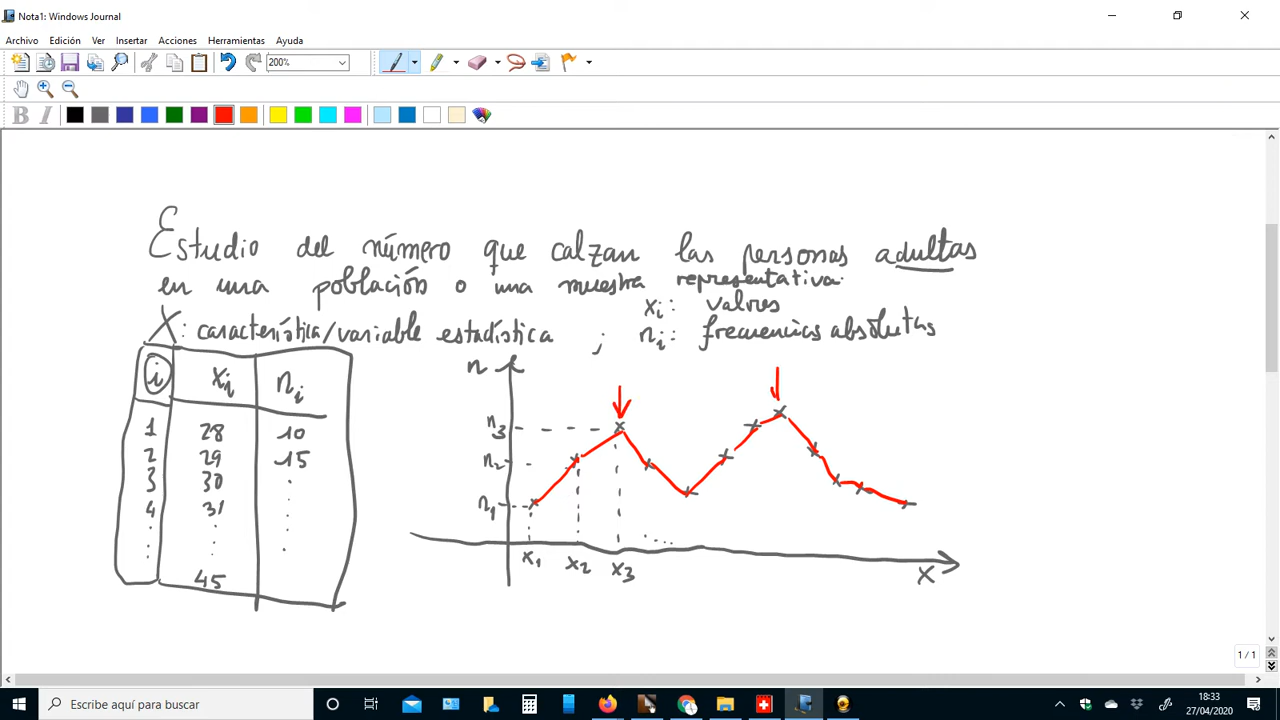 Nota1: Windows Journal
Archivo Edición Ver Insertar Acciones Herramientas Ayuda
200%
B I
Estudio del número que calzan las personas adultas
en una población o una muestra representativa.
xi: valores
X: característica/variable estadística ; ni: frecuencias absolutas
i xi ni
1 28 10
2 29 15
3 30 .
4 31 .
. . .
. .
45
n
n3
n2
n1
x1 x2 x3 ..... X
1 / 1
Escribe aquí para buscar
18:33
27/04/2020